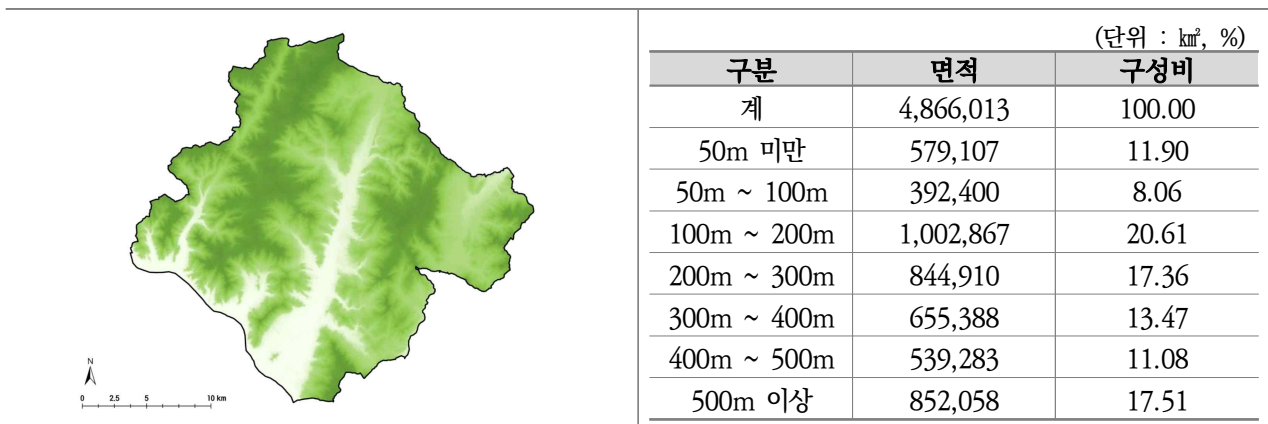 (단위 : ㎢, %)
구분 면적 구성비
계 4,866,013 100.00
50m 미만 579,107 11.90
50m ~ 100m 392,400 8.06
100m ~ 200m 1,002,867 20.61
200m ~ 300m 844,910 17.36
300m ~ 400m 655,388 13.47
400m ~ 500m 539,283 11.08
500m 이상 852,058 17.51
N
0 2.5 5 10 km